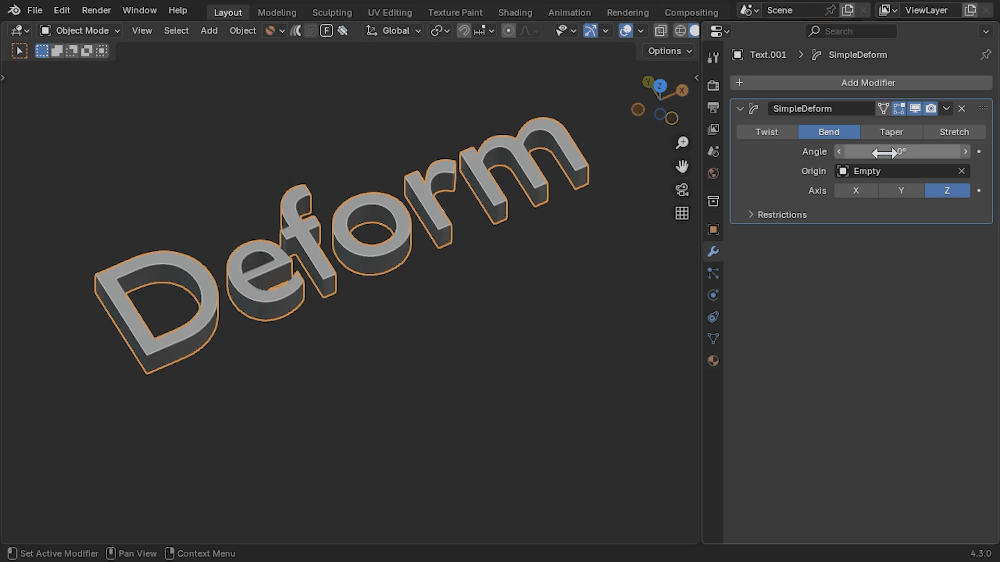 File Edit Render Window Help Layout Modeling Sculpting UV Editing Texture Paint Shading Animation Rendering Compositing Scene ViewLayer
Object Mode View Select Add Object Global Search
Options
Text.001 SimpleDeform
+ Add Modifier
SimpleDeform
Twist Bend Taper Stretch
Angle 0°
Origin Empty
Axis X Y Z
Restrictions
Y Z X
Deform
Set Active Modifier Pan View Context Menu 4.3.0